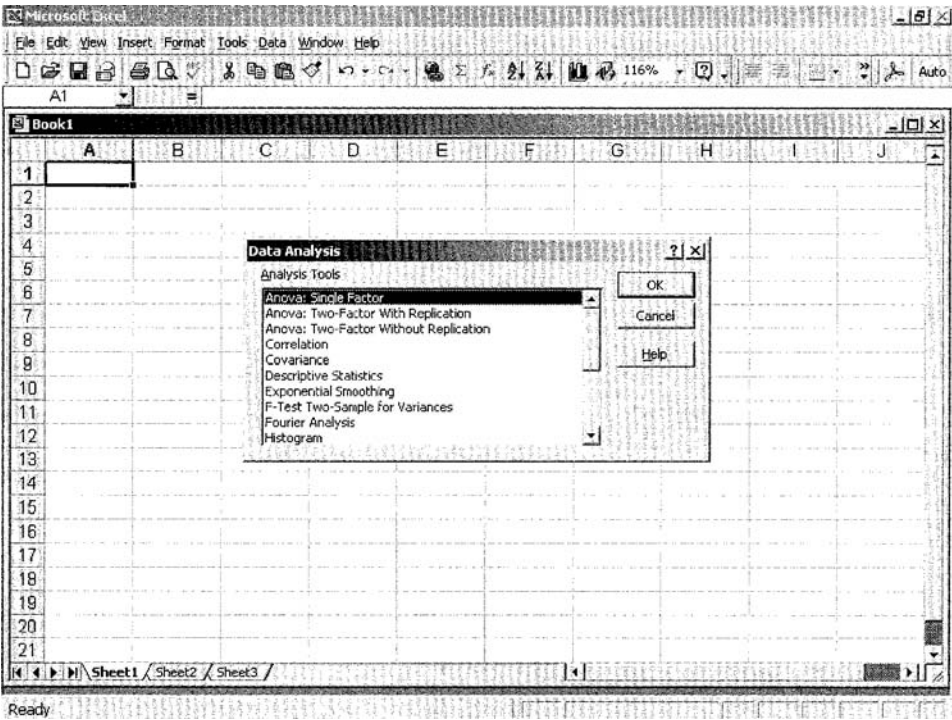 Microsoft Excel
File Edit View Insert Format Tools Data Window Help
116% Auto
A1 =
Book1
A B C D E F G H I J
1
2
3
4
5
6
7
8
9
10
11
12
13
14
15
16
17
18
19
20
21
Data Analysis
Analysis Tools
Anova: Single Factor
Anova: Two-Factor With Replication
Anova: Two-Factor Without Replication
Correlation
Covariance
Descriptive Statistics
Exponential Smoothing
F-Test Two-Sample for Variances
Fourier Analysis
Histogram
OK
Cancel
Help
Sheet1 Sheet2 Sheet3
Ready